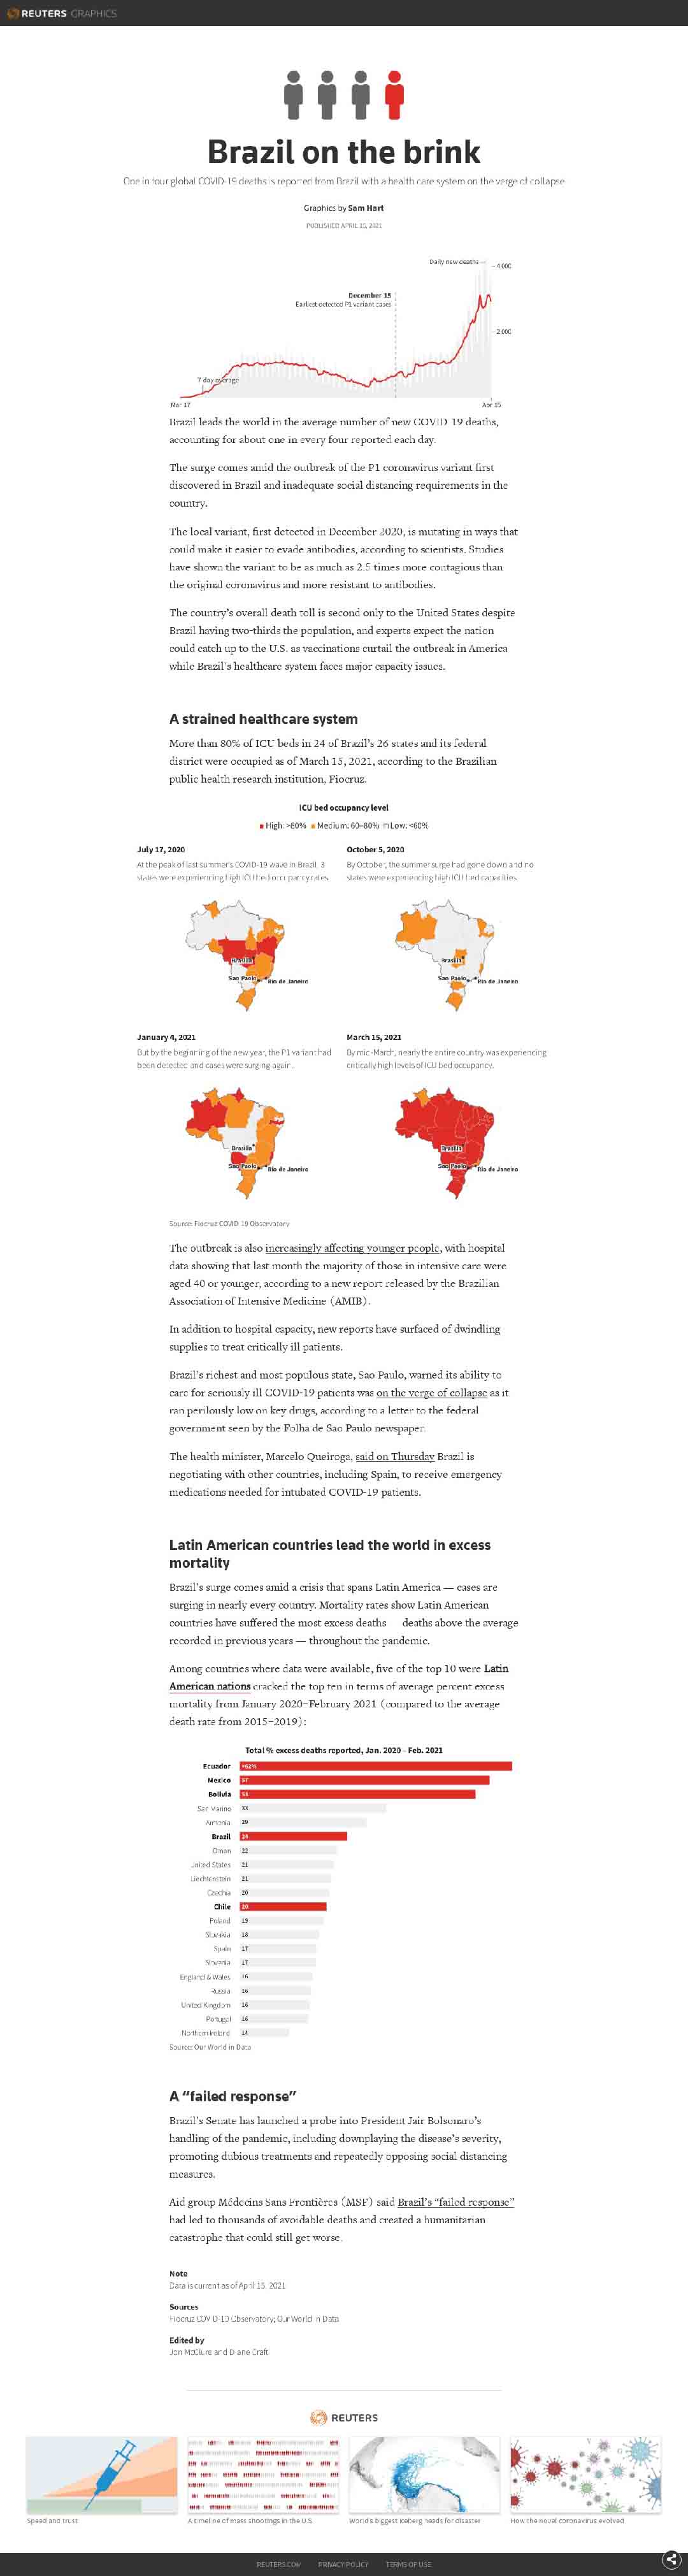 REUTERS GRAPHICS
Brazil on the brink
One in four global COVID-19 deaths is reported from Brazil with a health care system on the verge of collapse
Graphics by Sam Hart
PUBLISHED APRIL 15, 2021
Daily new deaths
4,000
December 15
Earliest detected P1 variant cases
2,000
7 day average
Mar 17
Apr 15
Brazil leads the world in the average number of new COVID-19 deaths,
accounting for about one in every four reported each day.
The surge comes amid the outbreak of the P1 coronavirus variant first
discovered in Brazil and inadequate social distancing requirements in the
country.
The local variant, first detected in December 2020, is mutating in ways that
could make it easier to evade antibodies, according to scientists. Studies
have shown the variant to be as much as 2.5 times more contagious than
the original coronavirus and more resistant to antibodies.
The country's overall death toll is second only to the United States despite
Brazil having two-thirds the population, and experts expect the nation
could catch up to the U.S. as vaccinations curtail the outbreak in America
while Brazil's healthcare system faces major capacity issues.
A strained healthcare system
More than 80% of ICU beds in 24 of Brazil's 26 states and its federal
district were occupied as of March 15, 2021, according to the Brazilian
public health research institution, Fiocruz.
ICU bed occupancy level
High: >80% Medium: 60–80% Low: <60%
July 17, 2020
At the peak of last summer's COVID-19 wave in Brazil, 3
states were experiencing high ICU bed occupancy rates.
Brasilia
Sao Paolo
Rio de Janeiro
October 5, 2020
By October, the summer surge had gone down and no
states were experiencing high ICU bed capacities.
Brasilia
Sao Paolo
Rio de Janeiro
January 4, 2021
But by the beginning of the new year, the P1 variant had
been detected and cases were surging again.
Brasilia
Sao Paolo
Rio de Janeiro
March 15, 2021
By mid-March, nearly the entire country was experiencing
critically high levels of ICU bed occupancy.
Brasilia
Sao Paolo
Rio de Janeiro
Source: Fiocruz COVID-19 Observatory
The outbreak is also increasingly affecting younger people, with hospital
data showing that last month the majority of those in intensive care were
aged 40 or younger, according to a new report released by the Brazilian
Association of Intensive Medicine (AMIB).
In addition to hospital capacity, new reports have surfaced of dwindling
supplies to treat critically ill patients.
Brazil's richest and most populous state, Sao Paulo, warned its ability to
care for seriously ill COVID-19 patients was on the verge of collapse as it
ran perilously low on key drugs, according to a letter to the federal
government seen by the Folha de Sao Paulo newspaper.
The health minister, Marcelo Queiroga, said on Thursday Brazil is
negotiating with other countries, including Spain, to receive emergency
medications needed for intubated COVID-19 patients.
Latin American countries lead the world in excess
mortality
Brazil's surge comes amid a crisis that spans Latin America — cases are
surging in nearly every country. Mortality rates show Latin American
countries have suffered the most excess deaths — deaths above the average
recorded in previous years — throughout the pandemic.
Among countries where data were available, five of the top 10 were Latin
American nations cracked the top ten in terms of average percent excess
mortality from January 2020–February 2021 (compared to the average
death rate from 2015–2019):
Total % excess deaths reported, Jan. 2020 – Feb. 2021
Ecuador +62%
Mexico 57
Bolivia 54
San Marino 33
Armenia 29
Brazil 24
Oman 22
United States 21
Liechtenstein 21
Czechia 20
Chile 20
Poland 19
Slovakia 18
Spain 17
Slovenia 17
England & Wales 16
Russia 16
United Kingdom 16
Portugal 16
Northern Ireland 14
Source: Our World in Data
A “failed response”
Brazil's Senate has launched a probe into President Jair Bolsonaro's
handling of the pandemic, including downplaying the disease's severity,
promoting dubious treatments and repeatedly opposing social distancing
measures.
Aid group Médecins Sans Frontières (MSF) said Brazil's “failed response”
had led to thousands of avoidable deaths and created a humanitarian
catastrophe that could still get worse.
Note
Data is current as of April 15, 2021
Sources
Fiocruz COVID-19 Observatory; Our World in Data
Edited by
Jon McClure and Diane Craft
REUTERS
Speed and trust
A timeline of mass shootings in the U.S.
World's biggest iceberg heads for disaster
How the novel coronavirus evolved
REUTERS.COM PRIVACY POLICY TERMS OF USE